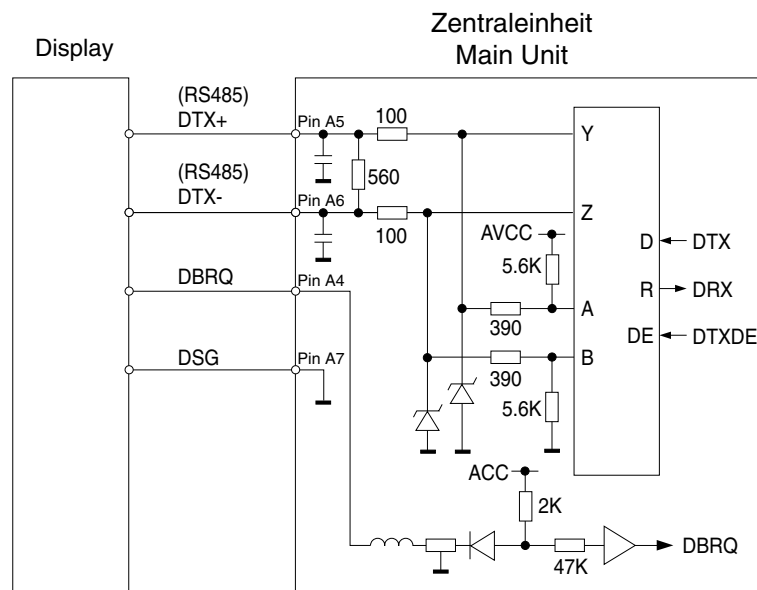 Zentraleinheit
Main Unit
Display
(RS485)
DTX+
Pin A5
100
Y
560
(RS485)
DTX-
Pin A6
100
Z
AVCC
D
DTX
5.6K
DBRQ
Pin A4
R
DRX
A
390
DE
DTXDE
DSG
Pin A7
B
390
5.6K
ACC
2K
47K
DBRQ